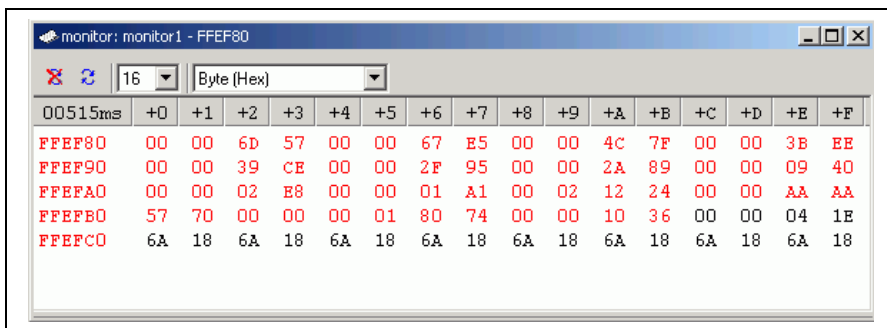 monitor: monitor1 - FFEF80
16 Byte (Hex)
00515ms +0 +1 +2 +3 +4 +5 +6 +7 +8 +9 +A +B +C +D +E +F
FFEF80 00 00 6D 57 00 00 67 E5 00 00 4C 7F 00 00 3B EE
FFEF90 00 00 39 CE 00 00 2F 95 00 00 2A 89 00 00 09 40
FFEFA0 00 00 02 E8 00 00 01 A1 00 02 12 24 00 00 AA AA
FFEFB0 57 70 00 00 00 01 80 74 00 00 10 36 00 00 04 1E
FFEFC0 6A 18 6A 18 6A 18 6A 18 6A 18 6A 18 6A 18 6A 18